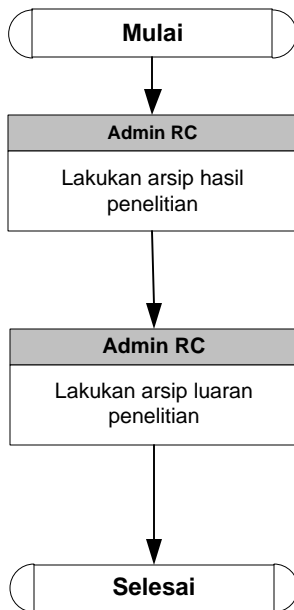 Mulai
Admin RC
Lakukan arsip hasil
penelitian
Admin RC
Lakukan arsip luaran
penelitian
Selesai